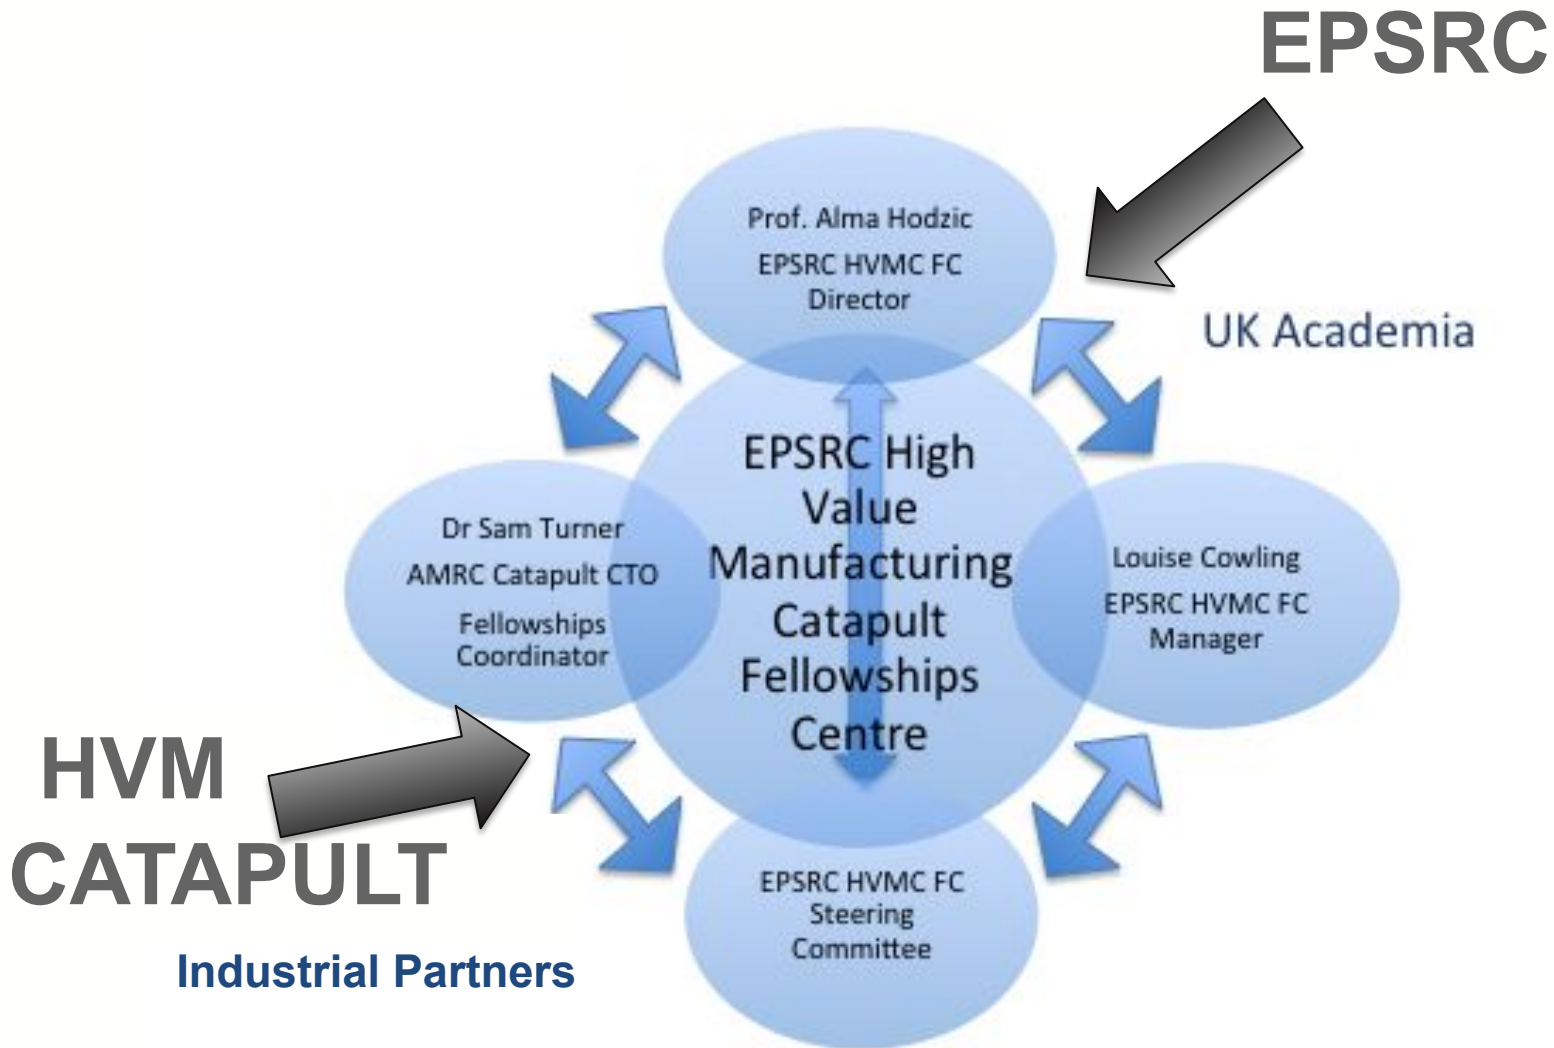 EPSRC
Prof. Alma Hodzic
EPSRC HVMC FC
Director
UK Academia
EPSRC High
Value
Manufacturing
Catapult
Fellowships
Centre
Dr Sam Turner
AMRC Catapult CTO
Fellowships
Coordinator
Louise Cowling
EPSRC HVMC FC
Manager
HVM
CATAPULT
EPSRC HVMC FC
Steering
Committee
Industrial Partners